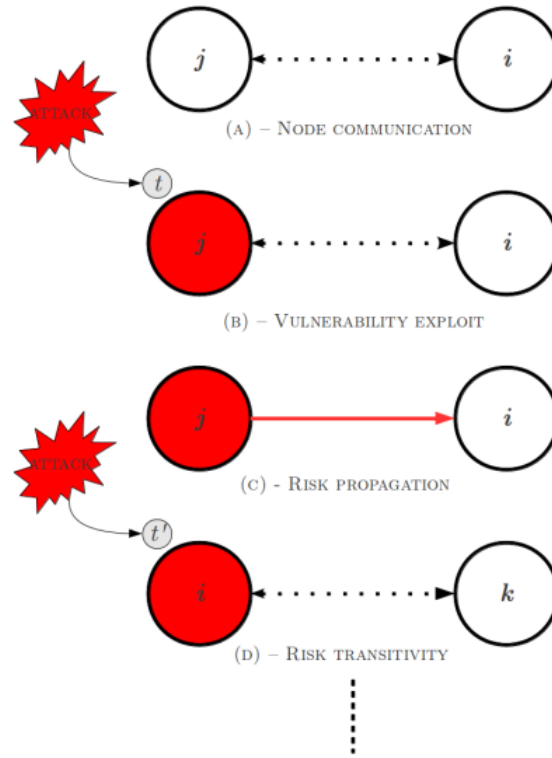 j i
(A) – NODE COMMUNICATION
ATTACK
t
j i
(B) – VULNERABILITY EXPLOIT
j i
(C) - RISK PROPAGATION
ATTACK
t′
i k
(D) – RISK TRANSITIVITY